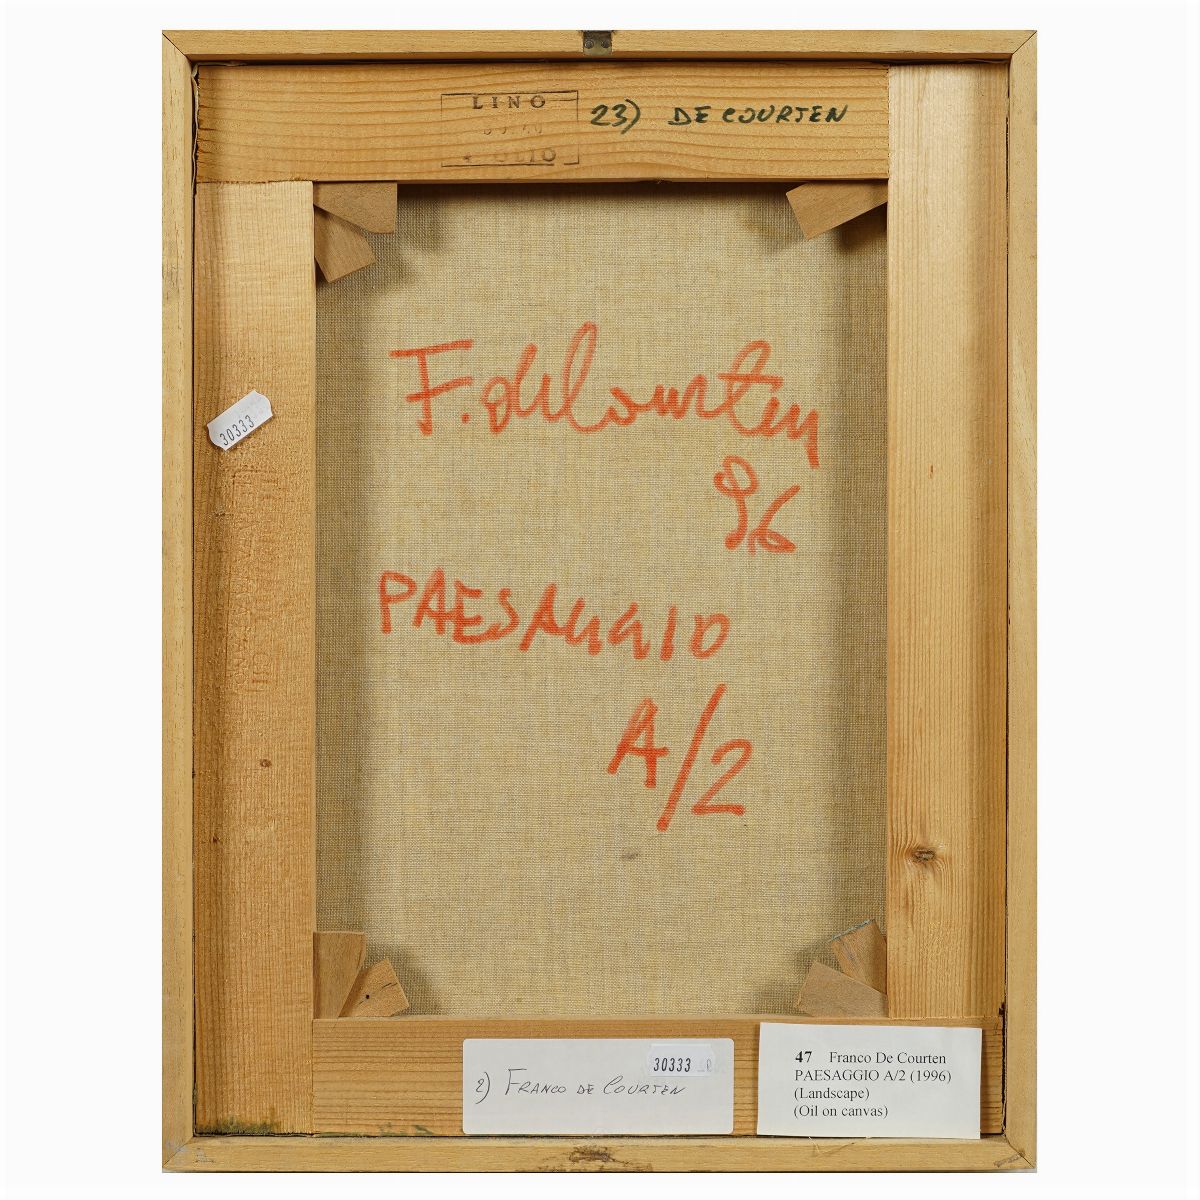 LINO
OLIO
23) DE COURTEN
F. deCourten
96
30333
PAESAGGIO
A/2
30333
2) FRANCO DE COURTEN
47 Franco De Courten
PAESAGGIO A/2 (1996)
(Landscape)
(Oil on canvas)